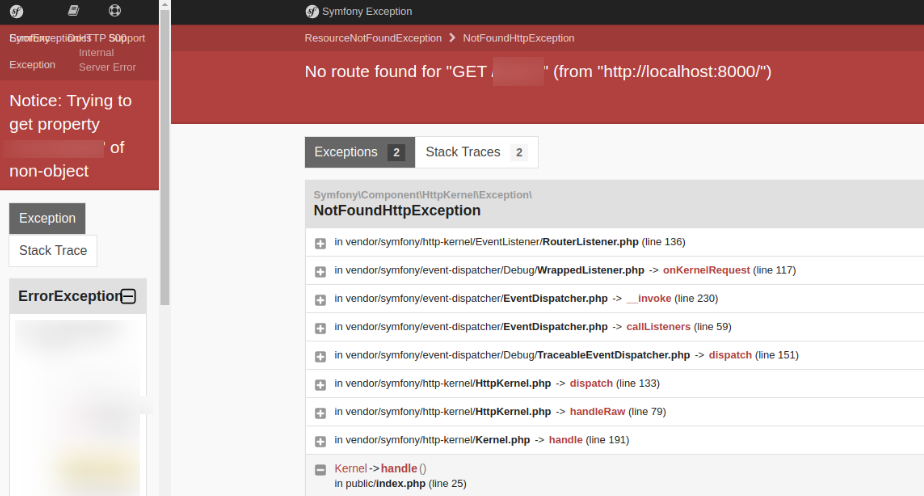 Symfony Docs Support
ErrorException
HTTP 500
Internal
Server Error
Exception
Notice: Trying to
get property
' of
non-object
Exception
Stack Trace
ErrorException
Symfony Exception
ResourceNotFoundException NotFoundHttpException
No route found for "GET /" (from "http://localhost:8000/")
Exceptions 2 Stack Traces 2
Symfony\Component\HttpKernel\Exception\
NotFoundHttpException
in vendor/symfony/http-kernel/EventListener/RouterListener.php (line 136)
in vendor/symfony/event-dispatcher/Debug/WrappedListener.php -> onKernelRequest (line 117)
in vendor/symfony/event-dispatcher/EventDispatcher.php -> __invoke (line 230)
in vendor/symfony/event-dispatcher/EventDispatcher.php -> callListeners (line 59)
in vendor/symfony/event-dispatcher/Debug/TraceableEventDispatcher.php -> dispatch (line 151)
in vendor/symfony/http-kernel/HttpKernel.php -> dispatch (line 133)
in vendor/symfony/http-kernel/HttpKernel.php -> handleRaw (line 79)
in vendor/symfony/http-kernel/Kernel.php -> handle (line 191)
Kernel->handle()
in public/index.php (line 25)